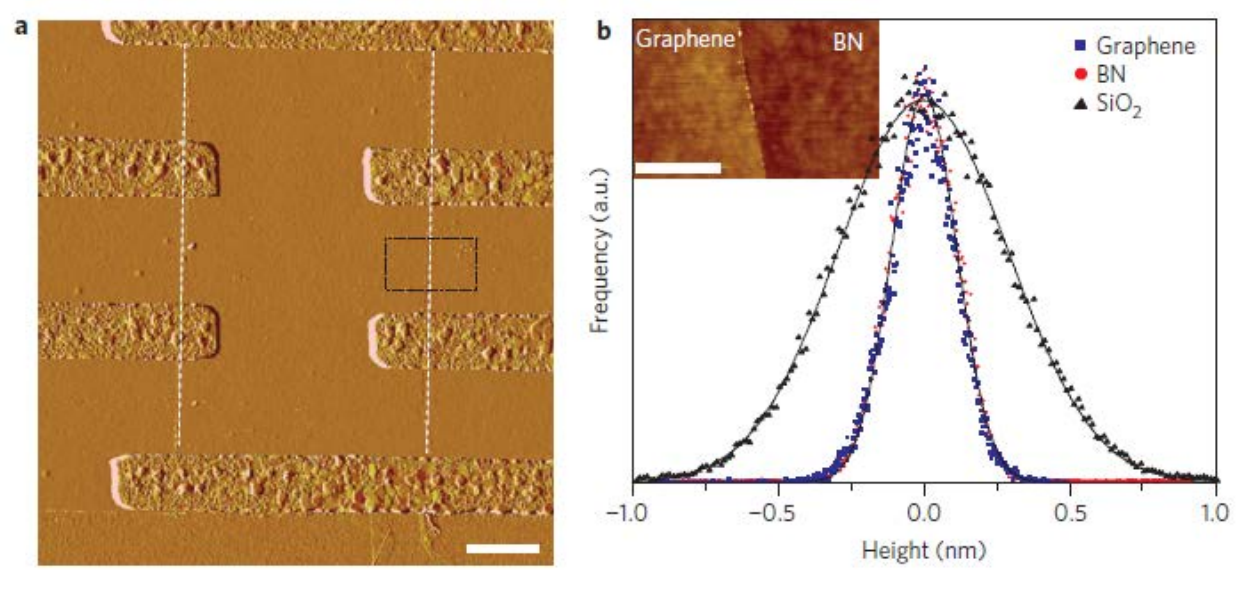 a
b
Graphene
BN
Graphene
BN
SiO₂
Frequency (a.u.)
−1.0
−0.5
0.0
0.5
1.0
Height (nm)